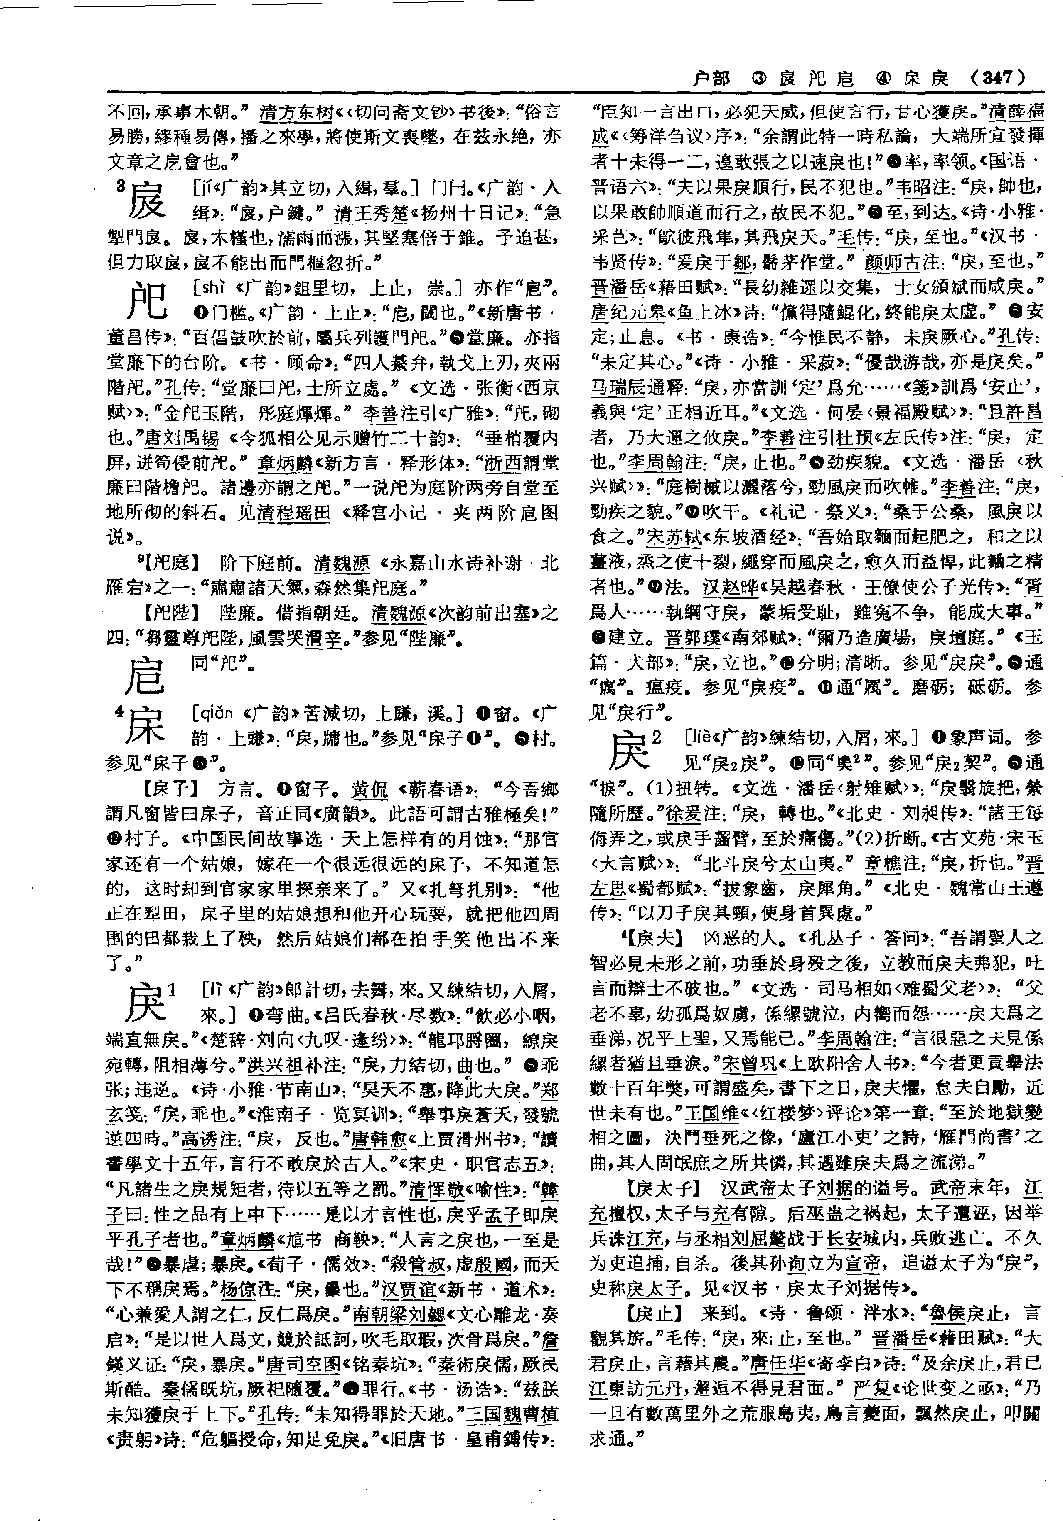 户部 ③ 㞾 戺 扈 ④ 床 戾 (347)
不回，承事本朝。”清方东树《〈切问斋文钞〉书後》：“俗言
易勝，繆種易傳，播之來學，將使斯文喪墜，在兹永绝，亦
文章之戹會也。”
[jí《广韵》其立切，入缉，羣。] 门闩。《广韵·入
缉》：“㞾，户鍵。”清王秀楚《扬州十日记》：“急
但力取㞾，㞾不能出而門樞忽折。”
戺 [shì《广韵》鉏里切，上止，崇。] 亦作“扈”。
❶门槛。《广韵·上止》：“戺，閾也。”《新唐书·
董昌传》：“百倡鼓吹於前，屬兵列護門戺。”❷堂廉。亦指
堂廉下的台阶。《书·顾命》：“四人綦弁，執戈上刃，夾兩
階戺。”孔传：“堂廉曰戺，士所立處。”《文选·张衡〈西京
赋〉》：“金戺玉階，彤庭煇煇。”李善注引《广雅》：“戺，砌
也。”唐刘禹锡《令狐相公见示赠竹二十韵》：“垂梢覆内
屏，迸筍侵前戺。”章炳麟《新方言·释形体》：“浙西謂堂
廉曰階檐戺。諸邊亦謂之戺。”一说戺为庭阶两旁自堂至
地所砌的斜石。见清程瑶田《释宫小记·夹两阶戺图
说》。
【戺庭】 阶下庭前。清魏源《永嘉山水诗补谢·北
雁宕》之一：“肅肅諸天氣，森然集戺庭。”
【戺陛】 陛廉。借指朝廷。清魏源《次韵前出塞》之
四：“芻靈尊戺陛，風雲哭渭辛。”参见“陛廉”。
同“戺”。
[qiǎn《广韵》苦減切，上豏，溪。] ❶窗。《广
韵·上豏》：“床，牖也。”参见“床子❶”。❷村。
参见“床子❷”。
【床子】 方言。❶窗子。黄侃《蕲春语》：“今吾鄉
謂凡窗皆曰床子，音正同《廣韻》。此語可謂古雅極矣！”
❷村子。《中国民间故事选·天上怎样有的月蚀》：“那官
家还有一个姑娘，嫁在一个很远很远的床子，不知道怎
的，这时却到官家家里探亲来了。”又《扎弩扎别》：“他
正在犁田，床子里的姑娘想和他开心玩耍，就把他四周
围的田都栽上了秧，然后姑娘们都在拍手笑他出不来
了。”
戾1 [lì《广韵》郎計切，去霽，來。又練结切，入屑，
來。] ❶弯曲。《吕氏春秋·尽数》：“飲必小咽，
端直無戾。”《楚辞·刘向〈九叹·逢纷〉》：“龍邛脟圈，繚戾
宛轉，阻相薄兮。”洪兴祖补注：“戾，力结切，曲也。”❷乖
张；违逆。《诗·小雅·节南山》：“昊天不惠，降此大戾。”郑
玄笺：“戾，乖也。”《淮南子·览冥训》：“舉事戾蒼天，發號
逆四時。”高诱注：“戾，反也。”唐韩愈《上贾滑州书》：“讀
書學文十五年，言行不敢戾於古人。”《宋史·职官志五》：
“凡諸生之戾規矩者，待以五等之罰。”清恽敬《喻性》：“韓
子曰：性之品有上中下……是以才言性也，戾乎孟子即戾
乎孔子者也。”章炳麟《訄书·商鞅》：“人言之戾也，一至是
哉！”❸暴虐；暴戾。《荀子·儒效》：“殺管叔，虚殷國，而天
下不稱戾焉。”杨倞注：“戾，暴也。”汉贾谊《新书·道术》：
“心兼愛人謂之仁，反仁爲戾。”南朝梁刘勰《文心雕龙·奏
启》：“是以世人爲文，競於詆訶，吹毛取瑕，次骨爲戾。”詹
鍈义证：“戾，暴戾。”唐司空图《铭秦坑》：“秦術戾儒，厥民
斯酷。秦儒既坑，厥祀随覆。”❹罪行。《书·汤诰》：“兹朕
未知獲戾于上下。”孔传：“未知得罪於天地。”三国魏曹植
《责躬》诗：“危軀授命，知足免戾。”《旧唐书·皇甫鎛传》：
“臣知一言出口，必犯天威，但使言行，甘心獲戾。”清薛福
成《〈筹洋刍议〉序》：“余謂此特一時私論，大端所宜發揮
者十未得一二，遑敢張之以速戾也！”❺率，率领。《国语·
晋语六》：“夫以果戾順行，民不犯也。”韦昭注：“戾，帥也，
以果敢帥順道而行之，故民不犯。”❻至，到达。《诗·小雅·
采芑》：“鴥彼飛隼，其飛戾天。”毛传：“戾，至也。”《汉书·
韦贤传》：“爰戾于鄒，鬋茅作堂。”颜师古注：“戾，至也。”
晋潘岳《藉田赋》：“長幼雜遝以交集，士女頒斌而咸戾。”
唐纪元皋《鱼上冰》诗：“儻得隨鯤化，終能戾太虚。”❼安
定；止息。《书·康诰》：“今惟民不静，未戾厥心。”孔传：
“未定其心。”《诗·小雅·采菽》：“優哉游哉，亦是戾矣。”
马瑞辰通释：“戾，亦當訓‘定’爲允……《箋》訓爲‘安止’，
義與‘定’正相近耳。”《文选·何晏〈景福殿赋〉》：“且許昌
者，乃大運之攸戾。”李善注引杜预《左氏传》注：“戾，定
也。”李周翰注：“戾，止也。”❽劲疾貌。《文选·潘岳〈秋
兴赋〉》：“庭樹槭以灑落兮，勁風戾而吹帷。”李善注：“戾，
勁疾之貌。”❾吹干。《礼记·祭义》：“桑于公桑，風戾以
食之。”宋苏轼《东坡酒经》：“吾始取麵而起肥之，和之以
薑液，烝之使十裂，繩穿而風戾之，愈久而益悍，此麵之精
者也。”❿法。汉赵晔《吴越春秋·王僚使公子光传》：“胥
爲人……執綱守戾，蒙垢受耻，雖冤不争，能成大事。”
⓫建立。晋郭璞《南郊赋》：“爾乃造廣場，戾壇庭。”《玉
篇·犬部》：“戾，立也。”⓬分明；清晰。参见“戾戾”。⓭通
“癘”。瘟疫。参见“戾疫”。⓮通“厲”。磨砺；砥砺。参
见“戾行”。
戾2 [liè《广韵》練结切，入屑，來。] ❶象声词。参
见“戾2戾”。❷同“奊2”。参见“戾2契”。❸通
“捩”。(1)扭转。《文选·潘岳〈射雉赋〉》：“戾翳旋把，縈
隨所歷。”徐爰注：“戾，轉也。”《北史·刘昶传》：“諸王每
侮弄之，或戾手齧臂，至於痛傷。”(2)折断。《古文苑·宋玉
〈大言赋〉》：“北斗戾兮太山夷。”章樵注：“戾，折也。”晋
左思《蜀都赋》：“拔象齒，戾犀角。”《北史·魏常山王遵
传》：“以刀子戾其頸，使身首異處。”
【戾夫】 凶恶的人。《孔丛子·答问》：“吾謂聖人之
智必見未形之前，功垂於身殁之後，立教而戾夫弗犯，吐
言而辯士不破也。”《文选·司马相如〈难蜀父老〉》：“父
老不辜，幼孤爲奴虜，係縲號泣，内嚮而怨……戾夫爲之
垂涕，况乎上聖，又焉能已。”李周翰注：“言很惡之夫見係
縲者猶且垂淚。”宋曾巩《上欧阳舍人书》：“今者更貢舉法
數十百年弊，可謂盛矣，書下之日，戾夫懼，怠夫自勵，近
世未有也。”王国维《〈红楼梦〉评论》第一章：“至於地獄變
相之圖，決鬥垂死之像，‘廬江小吏’之詩，‘雁門尚書’之
曲，其人固氓庶之所共憐，其遇雖戾夫爲之流涕。”
【戾太子】 汉武帝太子刘据的谥号。武帝末年，江
充擅权，太子与充有隙。后巫蛊之祸起，太子遭诬，因举
兵诛江充，与丞相刘屈氂战于长安城内，兵败逃亡。不久
为吏追捕，自杀。後其孙询立为宣帝，追谥太子为“戾”，
史称戾太子。见《汉书·戾太子刘据传》。
【戾止】 来到。《诗·鲁颂·泮水》：“魯侯戾止，言
觀其旂。”毛传：“戾，來；止，至也。”晋潘岳《藉田赋》：“大
君戾止，言藉其農。”唐任华《寄李白》诗：“及余戾止，君已
江東訪元丹，邂逅不得見君面。”严复《论世变之亟》：“乃
一旦有數萬里外之荒服島夷，鳥言夔面，飄然戾止，叩關
求通。”